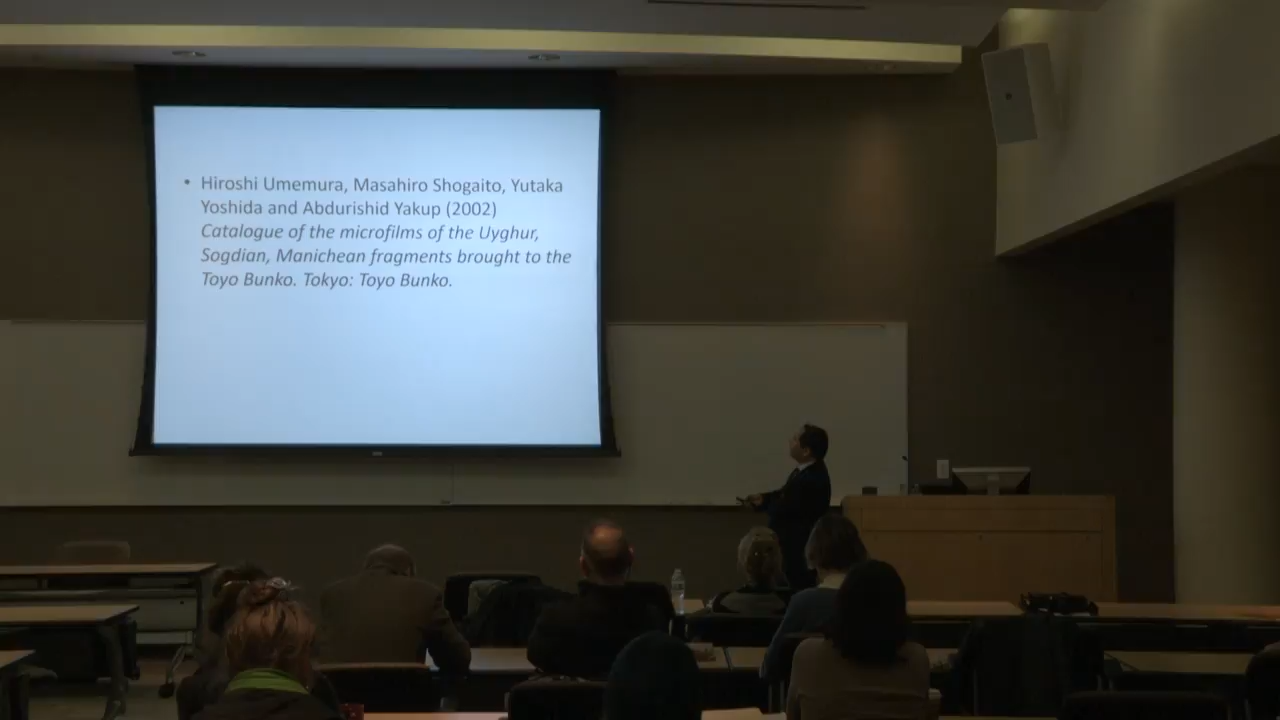 • Hiroshi Umemura, Masahiro Shogaito, Yutaka
Yoshida and Abdurishid Yakup (2002)
Catalogue of the microfilms of the Uyghur,
Sogdian, Manichean fragments brought to the
Toyo Bunko. Tokyo: Toyo Bunko.